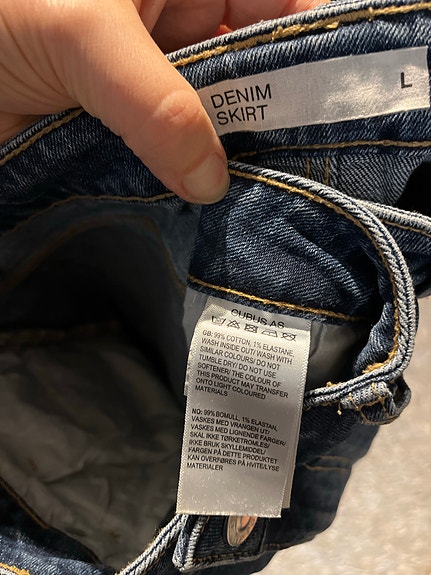 DENIM
SKIRT
L
CUBUS AS
GB: 99% COTTON, 1% ELASTANE,
WASH INSIDE OUT/ WASH WITH
SIMILAR COLOURS/ DO NOT
TUMBLE DRY/ DO NOT USE
SOFTENER/ THE COLOUR OF
THIS PRODUCT MAY TRANSFER
ONTO LIGHT COLOURED
MATERIALS
NO: 99% BOMULL, 1% ELASTAN,
VASKES MED VRANGEN UT/
VASKES MED LIGNENDE FARGER/
SKAL IKKE TØRKETROMLES/
IKKE BRUK SKYLLEMIDDEL/
FARGEN PÅ DETTE PRODUKTET
KAN OVERFØRES PÅ HVITE/LYSE
MATERIALER